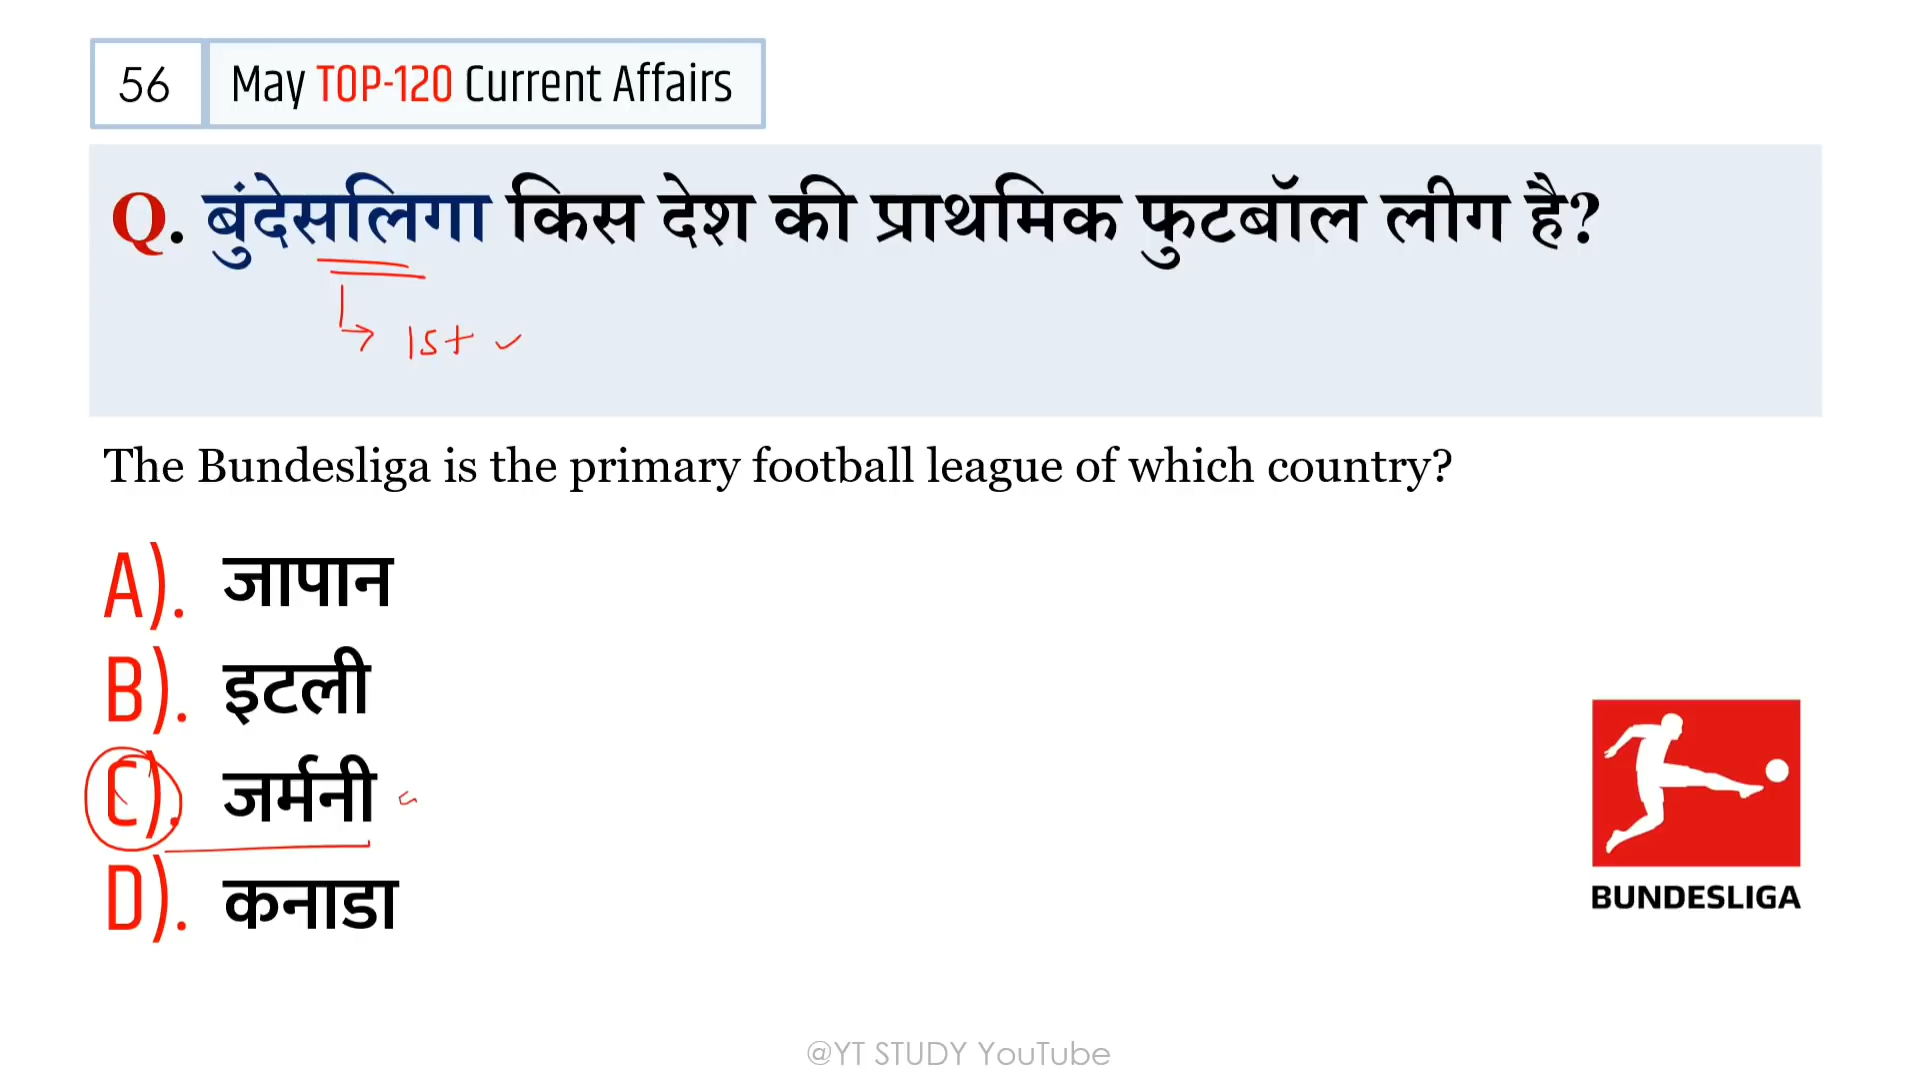 56 May TOP-120 Current Affairs
Q. बुंदेसलिगा किस देश की प्राथमिक फुटबॉल लीग है?
1st
The Bundesliga is the primary football league of which country?
A). जापान
B). इटली
C). जर्मनी
D). कनाडा
BUNDESLIGA
@YT STUDY YouTube